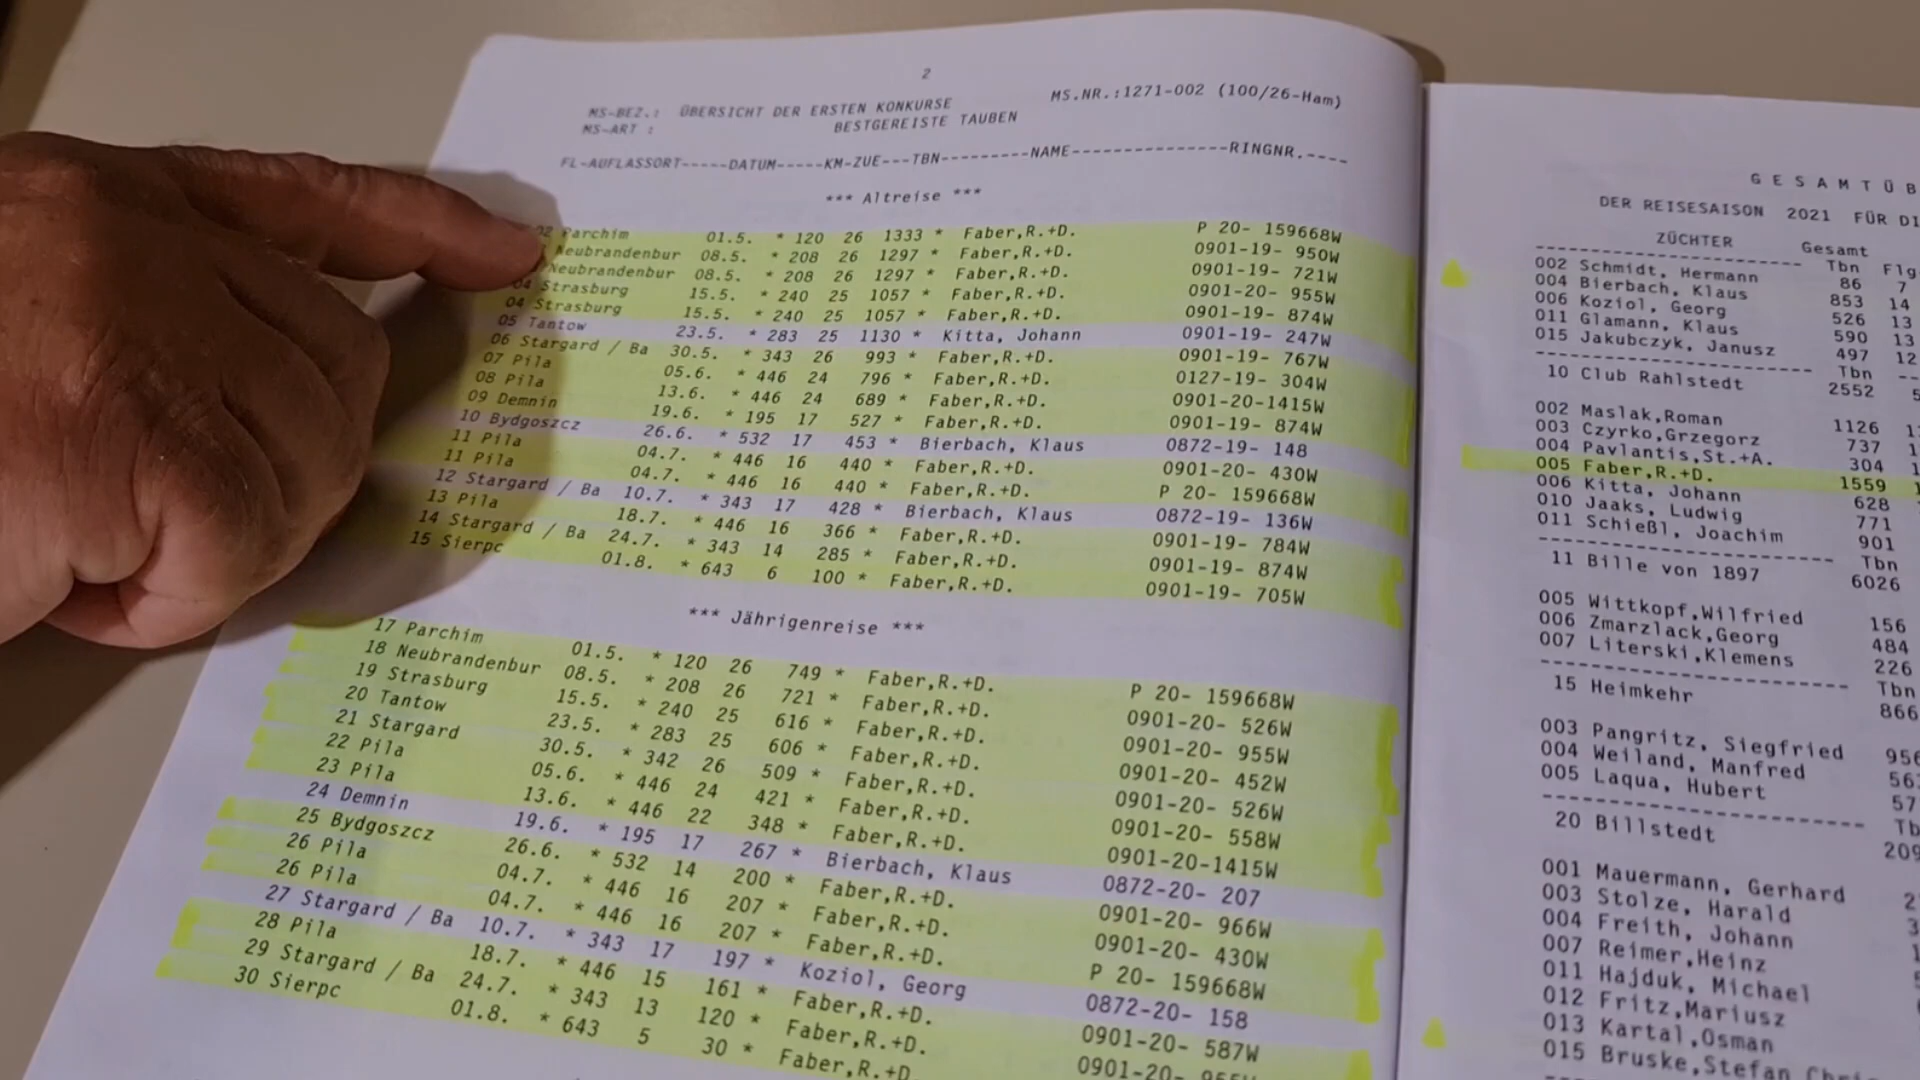 2
MS-BEZ.: ÜBERSICHT DER ERSTEN KONKURSE MS.NR.:1271-002 (100/26-Ham)
MS-ART : BESTGEREISTE TAUBEN
FL-AUFLASSORT-----DATUM-----KM-ZUE---TBN---------NAME---------------RINGNR.----
*** Altreise ***
02 Parchim 01.5. * 120 26 1333 * Faber,R.+D. P 20- 159668W
Neubrandenbur 08.5. * 208 26 1297 * Faber,R.+D. 0901-19- 950W
Neubrandenbur 08.5. * 208 26 1297 * Faber,R.+D. 0901-19- 721W
04 Strasburg 15.5. * 240 25 1057 * Faber,R.+D. 0901-20- 955W
04 Strasburg 15.5. * 240 25 1057 * Faber,R.+D. 0901-19- 874W
05 Tantow 23.5. * 283 25 1130 * Kitta, Johann 0901-19- 247W
06 Stargard / Ba 30.5. * 343 26 993 * Faber,R.+D. 0901-19- 767W
07 Pila 05.6. * 446 24 796 * Faber,R.+D. 0127-19- 304W
08 Pila 13.6. * 446 24 689 * Faber,R.+D. 0901-20-1415W
09 Demnin 19.6. * 195 17 527 * Faber,R.+D. 0901-19- 874W
10 Bydgoszcz 26.6. * 532 17 453 * Bierbach, Klaus 0872-19- 148
11 Pila 04.7. * 446 16 440 * Faber,R.+D. 0901-20- 430W
11 Pila 04.7. * 446 16 440 * Faber,R.+D. P 20- 159668W
12 Stargard / Ba 10.7. * 343 17 428 * Bierbach, Klaus 0872-19- 136W
13 Pila 18.7. * 446 16 366 * Faber,R.+D. 0901-19- 784W
14 Stargard / Ba 24.7. * 343 14 285 * Faber,R.+D. 0901-19- 874W
15 Sierpc 01.8. * 643 6 100 * Faber,R.+D. 0901-19- 705W
*** Jährigenreise ***
17 Parchim 01.5. * 120 26 749 * Faber,R.+D. P 20- 159668W
18 Neubrandenbur 08.5. * 208 26 721 * Faber,R.+D. 0901-20- 526W
19 Strasburg 15.5. * 240 25 616 * Faber,R.+D. 0901-20- 955W
20 Tantow 23.5. * 283 25 606 * Faber,R.+D. 0901-20- 452W
21 Stargard 30.5. * 342 26 509 * Faber,R.+D. 0901-20- 526W
22 Pila 05.6. * 446 24 421 * Faber,R.+D. 0901-20- 558W
23 Pila 13.6. * 446 22 348 * Faber,R.+D. 0901-20-1415W
24 Demnin 19.6. * 195 17 267 * Bierbach, Klaus 0872-20- 207
25 Bydgoszcz 26.6. * 532 14 200 * Faber,R.+D. 0901-20- 966W
26 Pila 04.7. * 446 16 207 * Faber,R.+D. 0901-20- 430W
26 Pila 04.7. * 446 16 207 * Faber,R.+D. P 20- 159668W
27 Stargard / Ba 10.7. * 343 17 197 * Koziol, Georg 0872-20- 158
28 Pila 18.7. * 446 15 161 * Faber,R.+D. 0901-20- 587W
29 Stargard / Ba 24.7. * 343 13 120 * Faber,R.+D. 0901-20-
30 Sierpc 01.8. * 643 5 30 * Faber,R.+D
GESAMTÜB
DER REISESAISON 2021 FÜR DI
ZÜCHTER Gesamt
Tbn Flg
002 Schmidt, Hermann 86 7
004 Bierbach, Klaus 853 14
006 Koziol, Georg 526 13
011 Glamann, Klaus 590 13
015 Jakubczyk, Janusz 497 12
Tbn
10 Club Rahlstedt 2552
002 Maslak,Roman 1126
003 Czyrko,Grzegorz 737
004 Pavlantis,St.+A. 304
005 Faber,R.+D. 1559
006 Kitta, Johann 628
010 Jaaks, Ludwig 771
011 Schießl, Joachim 901
Tbn
11 Bille von 1897 6026
005 Wittkopf,Wilfried 156
006 Zmarzlack,Georg 484
007 Literski,Klemens 226
Tbn
15 Heimkehr 866
003 Pangritz, Siegfried 956
004 Weiland, Manfred 56
005 Laqua, Hubert 57
Tb
20 Billstedt 209
001 Mauermann, Gerhard 2
003 Stolze, Harald 3
004 Freith, Johann
007 Reimer,Heinz
011 Hajduk, Michael
012 Fritz,Mariusz
013 Kartal,Osman
015 Bruske,Stefan Chri